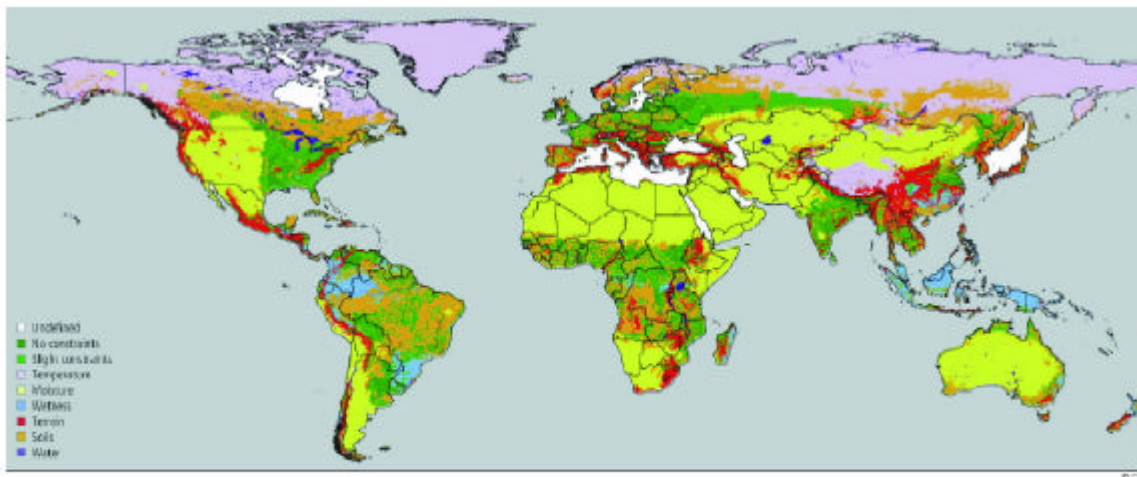 Undefined
No constraints
Slight constraints
Temperature
Moisture
Wetness
Terrain
Soils
Water